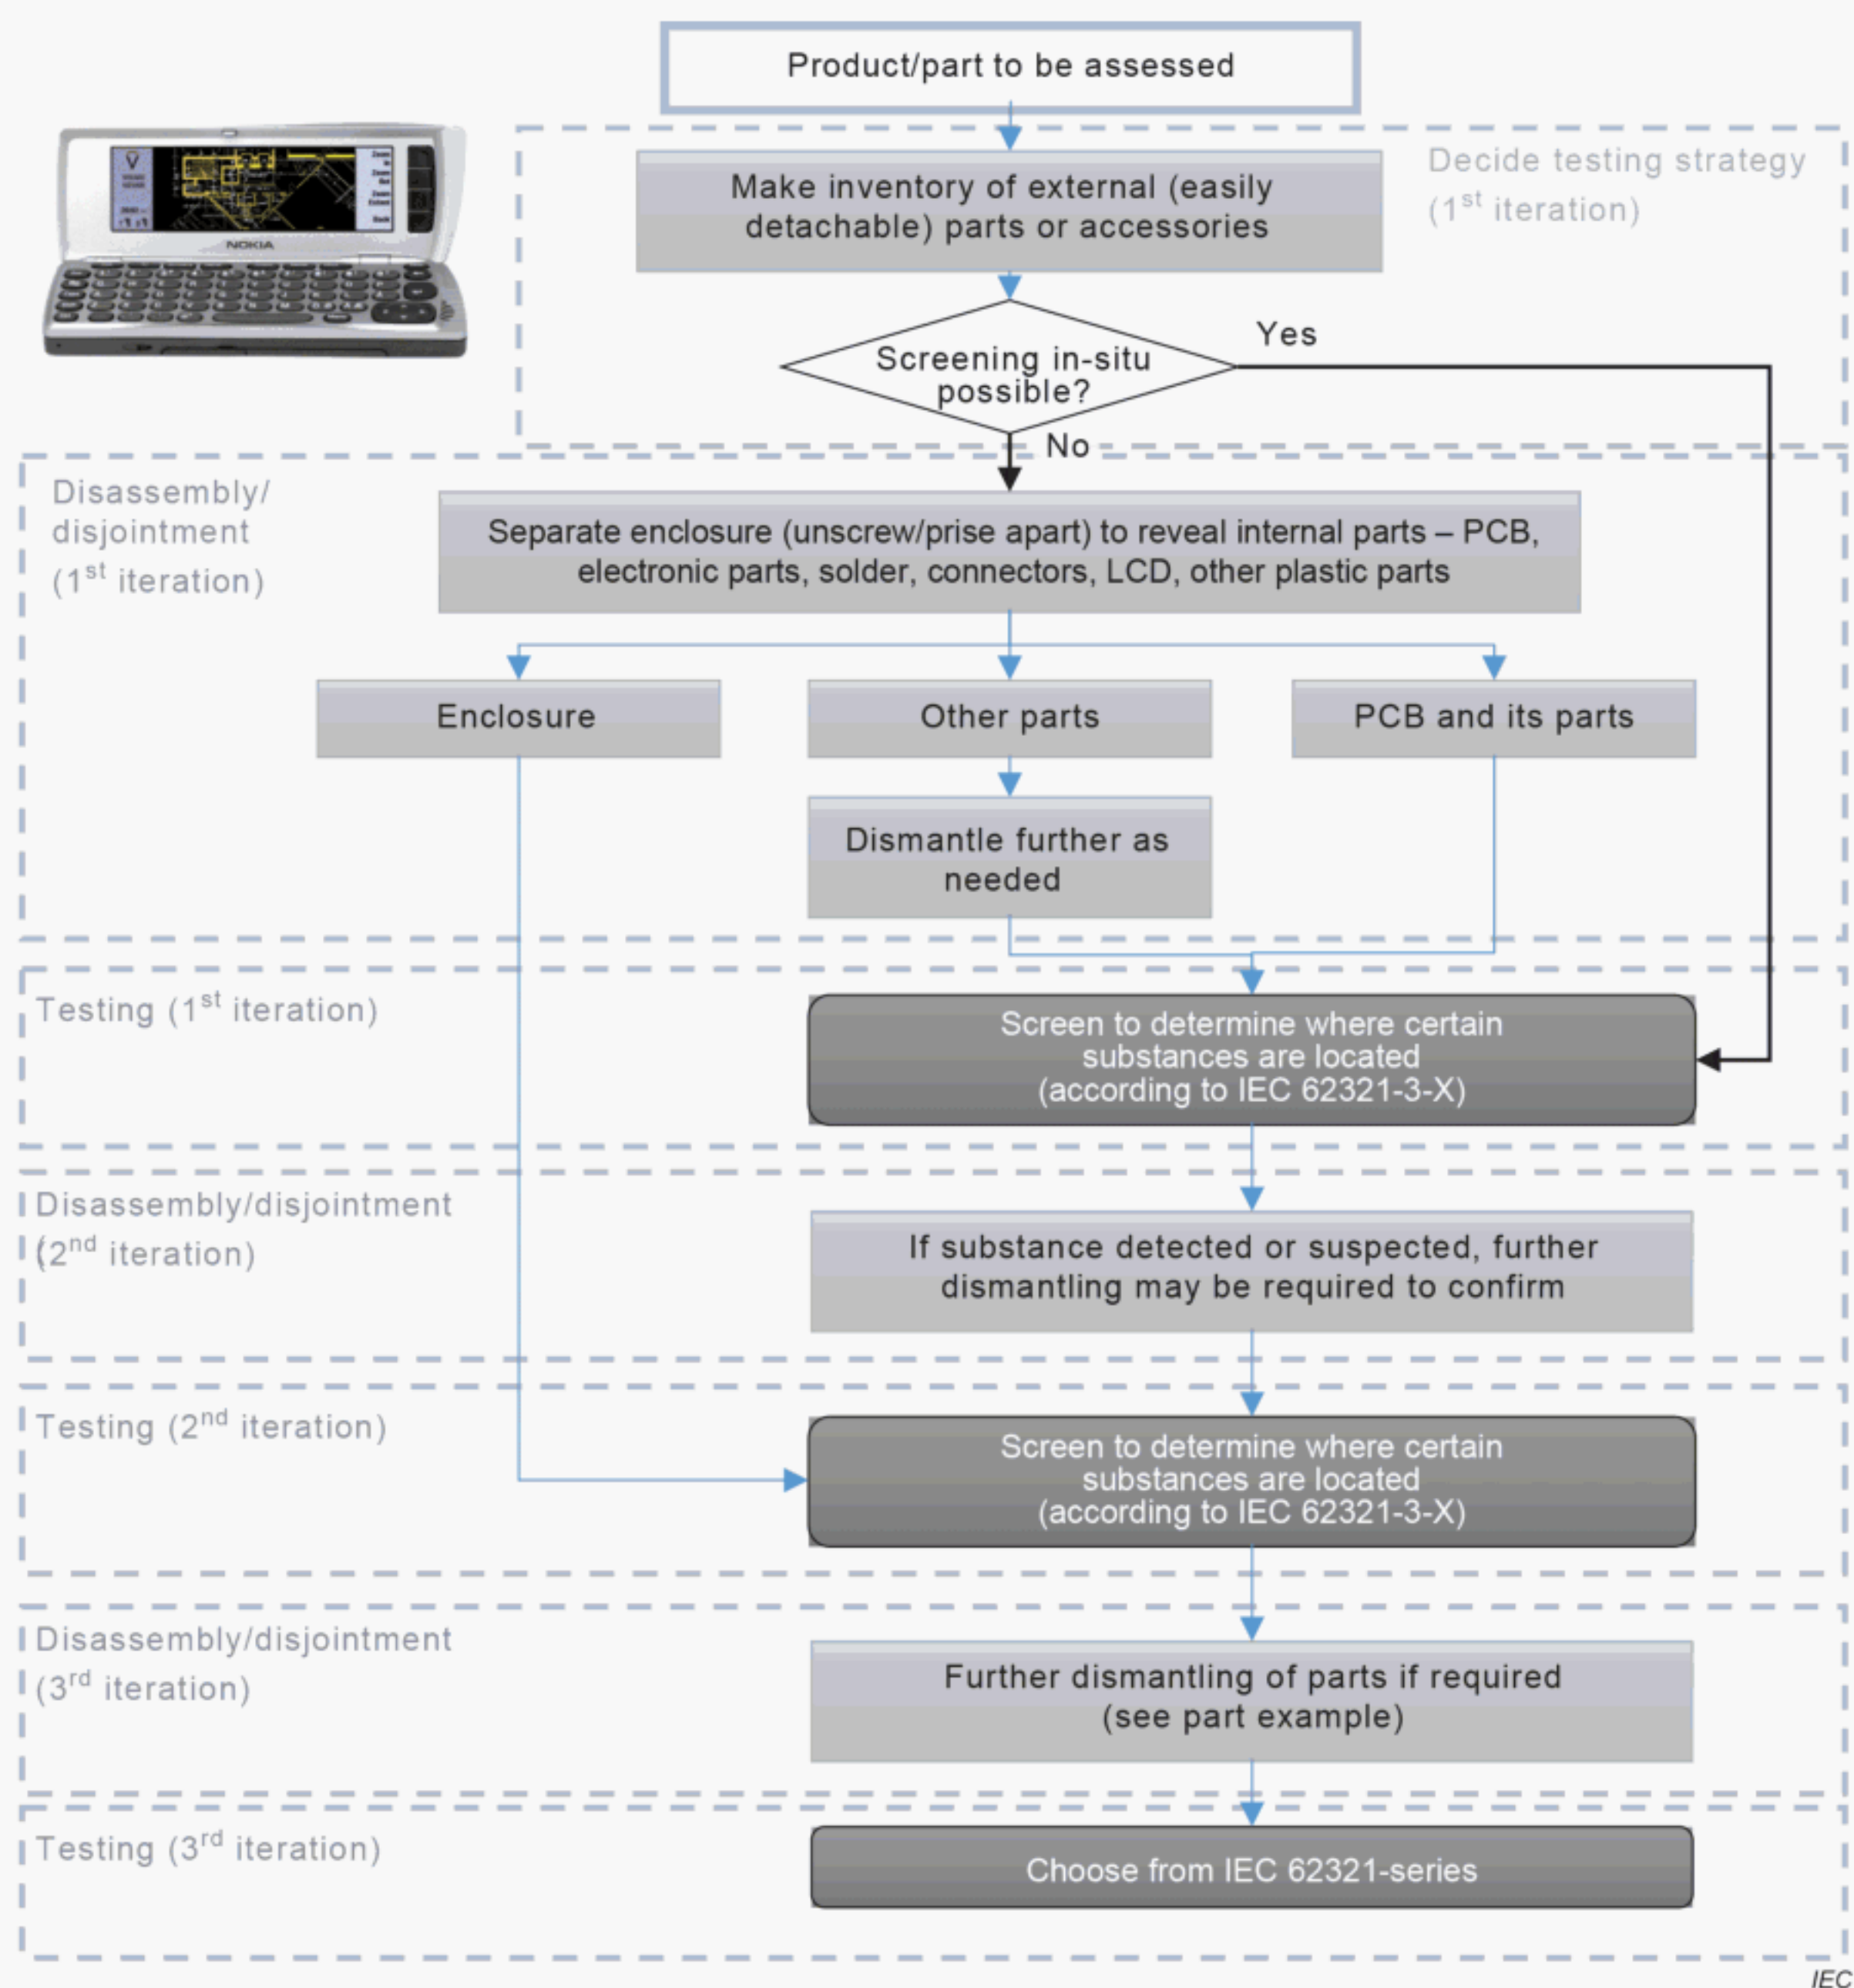 Product/part to be assessed
Make inventory of external (easily
detachable) parts or accessories
Decide testing strategy
(1st iteration)
NOKIA
Screening in-situ
possible?
Yes
No
Disassembly/
disjointment
(1st iteration)
Separate enclosure (unscrew/prise apart) to reveal internal parts – PCB,
electronic parts, solder, connectors, LCD, other plastic parts
Enclosure
Other parts
PCB and its parts
Dismantle further as
needed
Testing (1st iteration)
Screen to determine where certain
substances are located
(according to IEC 62321-3-X)
Disassembly/disjointment
(2nd iteration)
If substance detected or suspected, further
dismantling may be required to confirm
Testing (2nd iteration)
Screen to determine where certain
substances are located
(according to IEC 62321-3-X)
Disassembly/disjointment
(3rd iteration)
Further dismantling of parts if required
(see part example)
Testing (3rd iteration)
Choose from IEC 62321-series
IEC